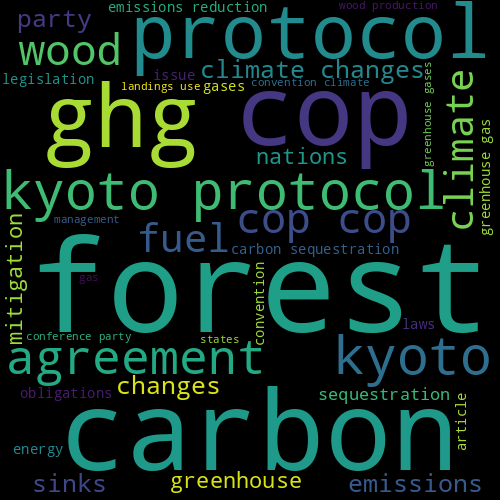 emissions reduction
wood production
party
protocol
wood
climate changes
issue
legislation
landings use
gases
convention climate
greenhouse gases
ghg
cop
climate
greenhouse gas
nations
kyoto protocol
cop cop
management
fuel
carbon sequestration
mitigation
forest
gas
convention
laws
conference party
states
agreement
kyoto
changes
obligations
sequestration
article
carbon
energy
sinks
greenhouse
emissions